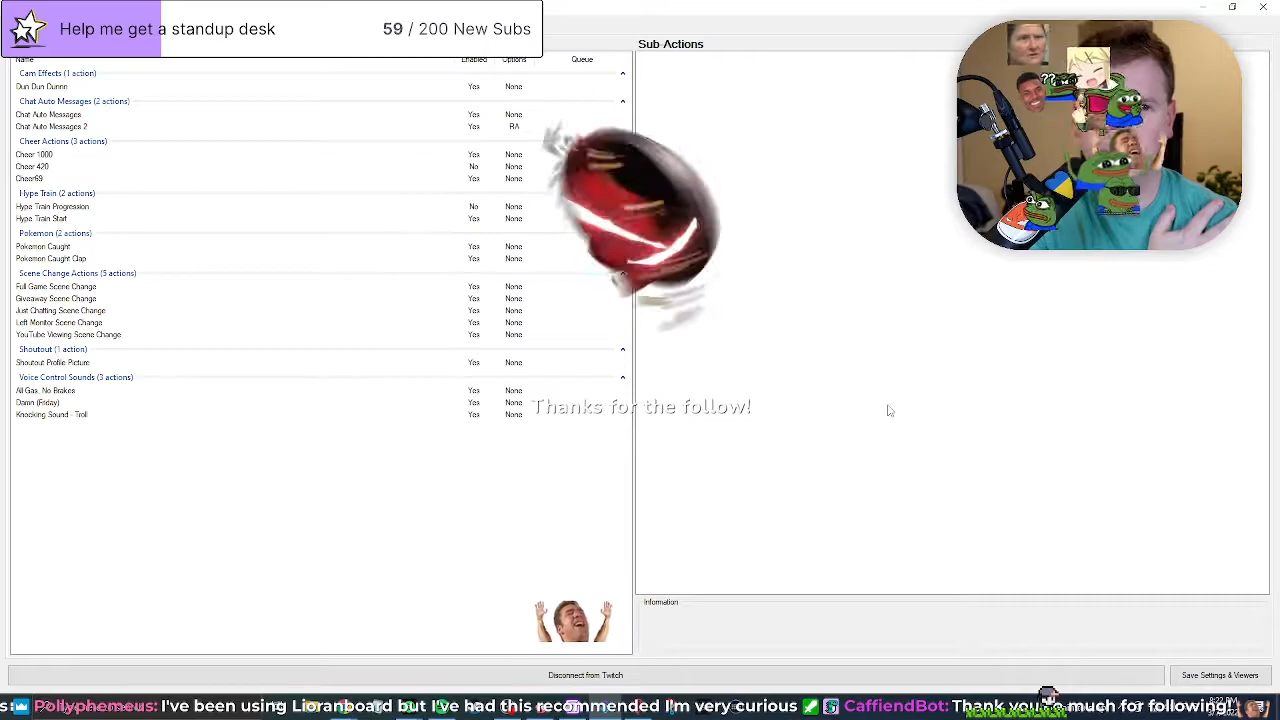 Help me get a standup desk
59 / 200 New Subs
Sub-Actions
Name Enabled Options Queue
Cam Effects (1 action)
Dun Dun Dunnn Yes None
Chat Auto Messages (2 actions)
Chat Auto Messages Yes None
Chat Auto Messages 2 Yes RA
Cheer Actions (3 actions)
Cheer 1000 Yes None
Cheer 420 Yes None
Cheer69 Yes None
Hype Train (2 actions)
Hype Train Progression No None
Hype Train Start Yes None
Pokemon (2 actions)
Pokemon Caught Yes None
Pokemon Caught Clap Yes None
Scene Change Actions (5 actions)
Full Game Scene Change Yes None
Giveaway Scene Change Yes None
Just Chatting Scene Change Yes None
Left Monitor Scene Change Yes None
YouTube Viewing Scene Change Yes None
Shoutout (1 action)
Shoutout Profile Picture Yes None
Voice Control Sounds (3 actions)
All Gas, No Brakes Yes None
Damn (Friday) Yes None
Knocking Sound - Troll Yes None
Thanks for the follow!
??
Information
Disconnect from Twitch
Save Settings & Viewers
s Pollyphemeus: I've been using Lioranboard but I've had this recommended I'm very curious CaffiendBot: Thank you Camruh for following!